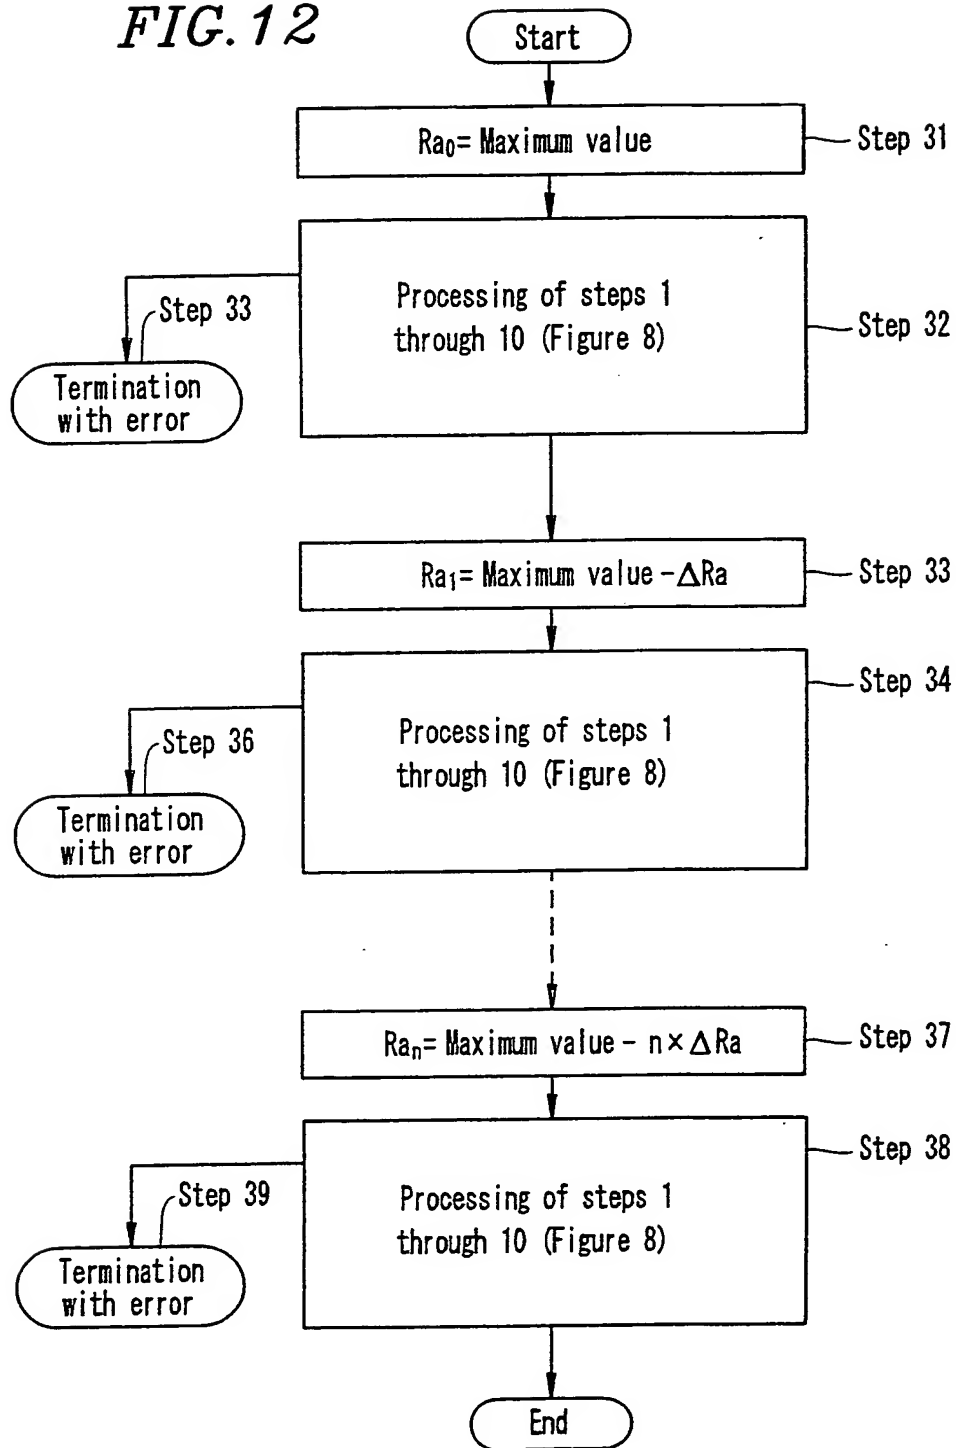 FIG.12
Start
Ra₀= Maximum value
Step 31
Processing of steps 1
through 10 (Figure 8)
Step 32
Step 33
Termination
with error
Ra₁= Maximum value -ΔRa
Step 33
Processing of steps 1
through 10 (Figure 8)
Step 34
Step 36
Termination
with error
Raₙ= Maximum value - n× ΔRa
Step 37
Processing of steps 1
through 10 (Figure 8)
Step 38
Step 39
Termination
with error
End